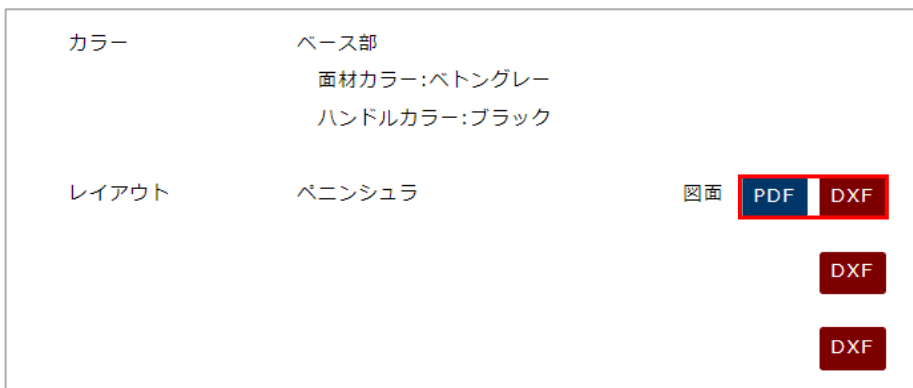 カラー ベース部
面材カラー:ベトングレー
ハンドルカラー:ブラック
レイアウト ペニンシュラ 図面 PDF DXF
DXF
DXF